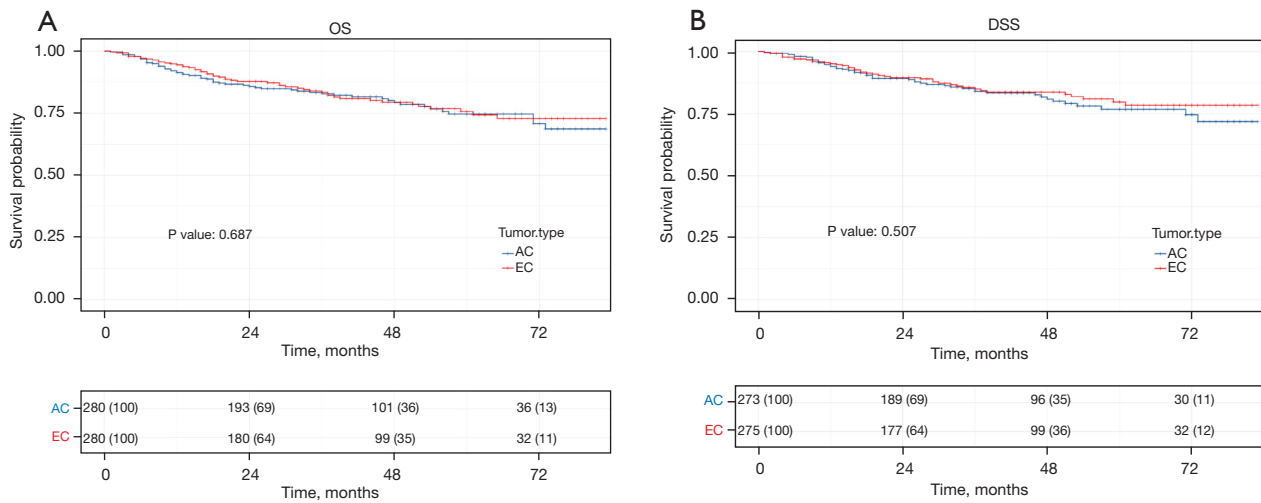 A
OS
1.00
0.75
0.50
0.25
0.00
Survival probability
P value: 0.687
Tumor.type
AC
EC
0 24 48 72
Time, months
AC 280 (100) 193 (69) 101 (36) 36 (13)
EC 280 (100) 180 (64) 99 (35) 32 (11)
0 24 48 72
Time, months
B
DSS
1.00
0.75
0.50
0.25
0.00
Survival probability
P value: 0.507
Tumor.type
AC
EC
0 24 48 72
Time, months
AC 273 (100) 189 (69) 96 (35) 30 (11)
EC 275 (100) 177 (64) 99 (36) 32 (12)
0 24 48 72
Time, months